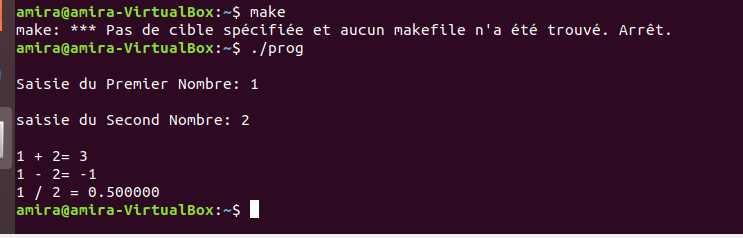 amira@amira-VirtualBox:~$ make
make: *** Pas de cible spécifiée et aucun makefile n'a été trouvé. Arrêt.
amira@amira-VirtualBox:~$ ./prog
Saisie du Premier Nombre: 1
saisie du Second Nombre: 2
1 + 2= 3
1 - 2= -1
1 / 2 = 0.500000
amira@amira-VirtualBox:~$